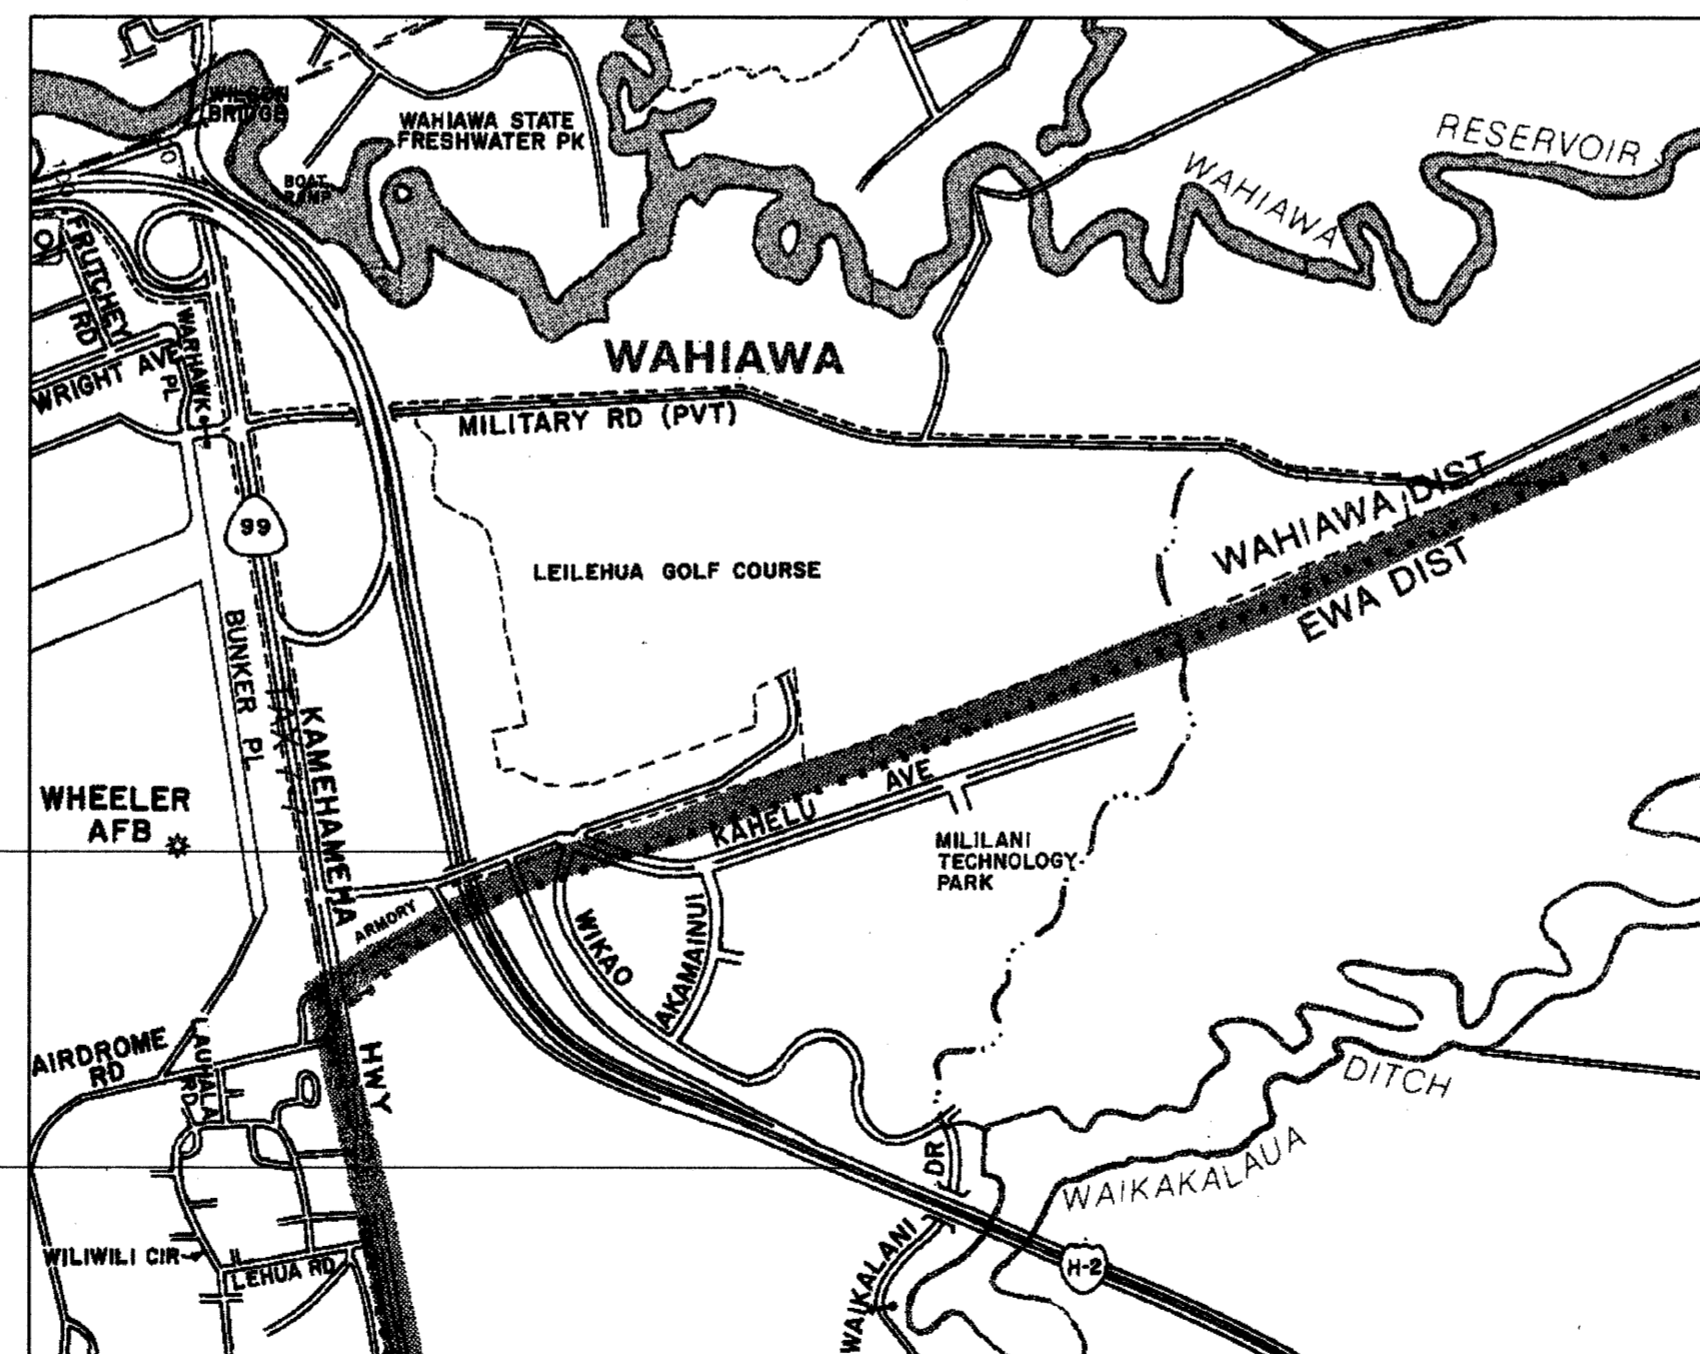 WILSON
BRIDGE
WAHIAWA STATE
FRESHWATER PK
BOAT
RAMP
RESERVOIR
WAHIAWA
FRUTCHEY
RD
WARHAWK
PL
WRIGHT AVE
WAHIAWA
MILITARY RD (PVT)
99
LEILEHUA GOLF COURSE
WAHIAWA DIST
EWA DIST
BUNKER PL
KAMEHAMEHA
HWY
WHEELER
AFB
KAHELU AVE
MILILANI
TECHNOLOGY
PARK
ARMORY
WIKAO
AKAMAINUI
AIRDROME
RD
LAUHALA
RD
DITCH
WAIKAKALAUA
DR
WAIKALANI
WILIWILI CIR
LEHUA RD
H-2